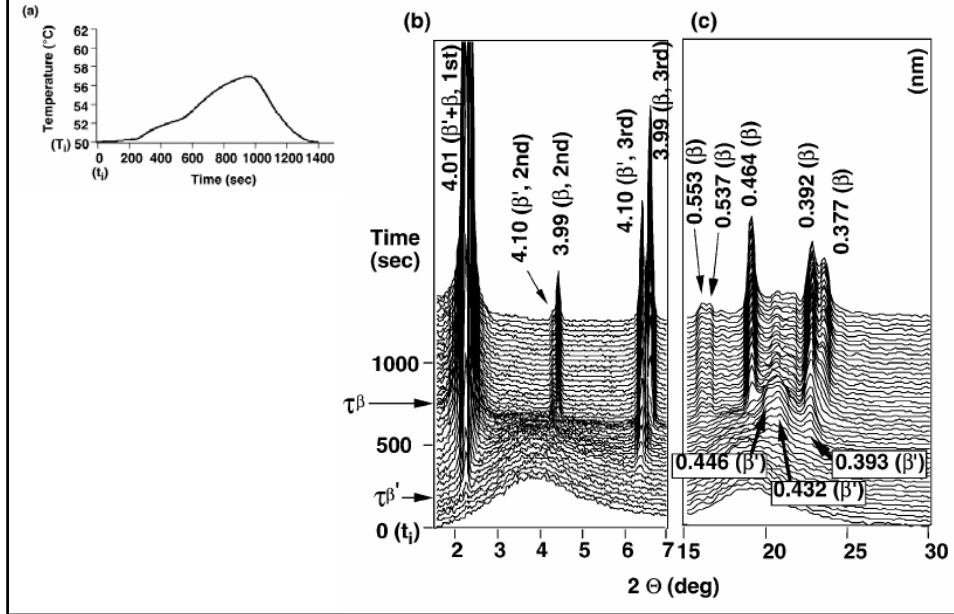 (a)
Temperature (°C)
62
60
58
56
54
52
(Tᵢ) 50
0 200 400 600 800 1000 1200 1400
(tᵢ)
Time (sec)
(b)
4.01 (β'+β, 1st)
4.10 (β', 2nd)
3.99 (β, 2nd)
4.10 (β', 3rd)
3.99 (β, 3rd)
Time
(sec)
1000
τβ
500
τβ'
0 (tᵢ)
2 3 4 5 6 7
(c)
(nm)
0.553 (β)
0.537 (β)
0.464 (β)
0.392 (β)
0.377 (β)
0.446 (β')
0.432 (β')
0.393 (β')
15 20 25 30
2 Θ (deg)